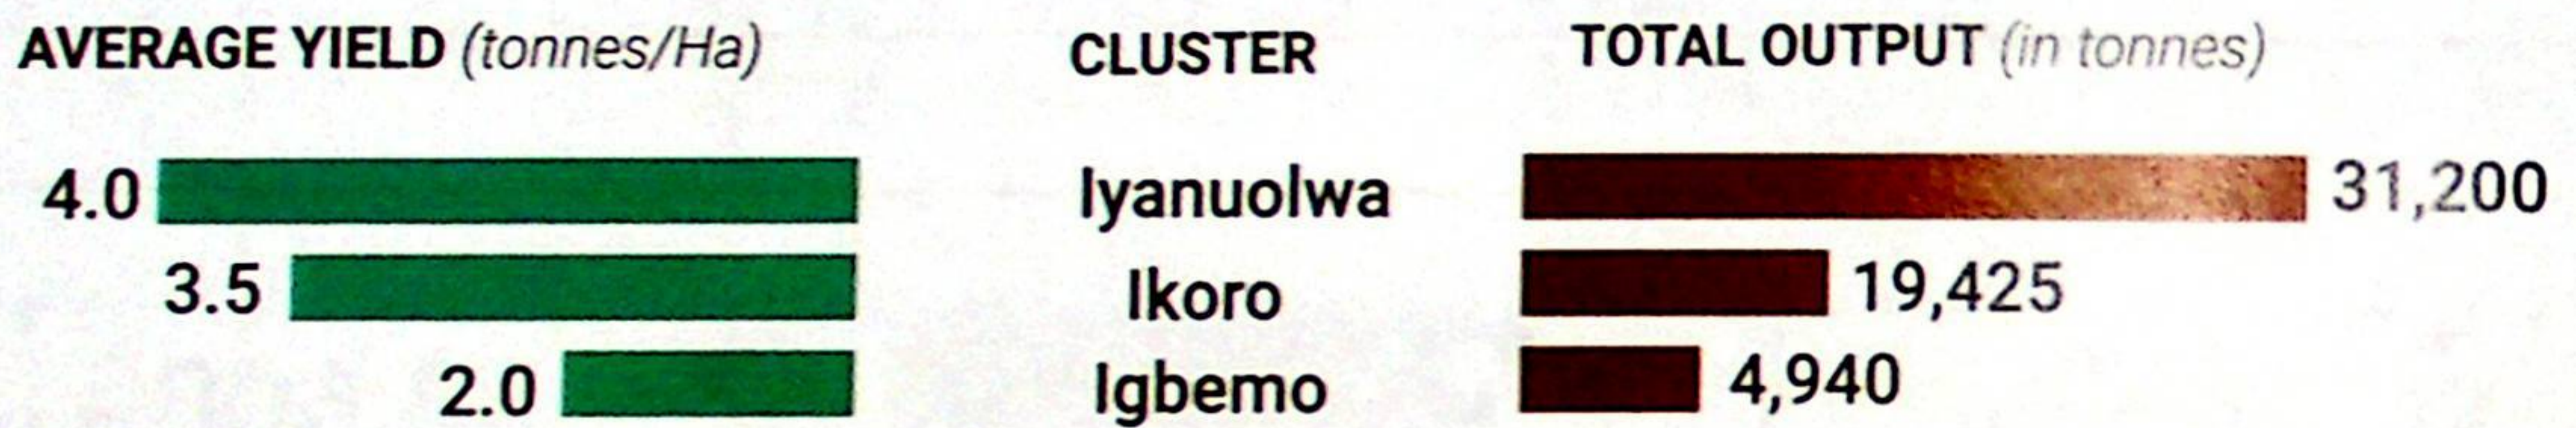 AVERAGE YIELD (tonnes/Ha) CLUSTER TOTAL OUTPUT (in tonnes)
4.0 Iyanuolwa 31,200
3.5 Ikoro 19,425
2.0 Igbemo 4,940